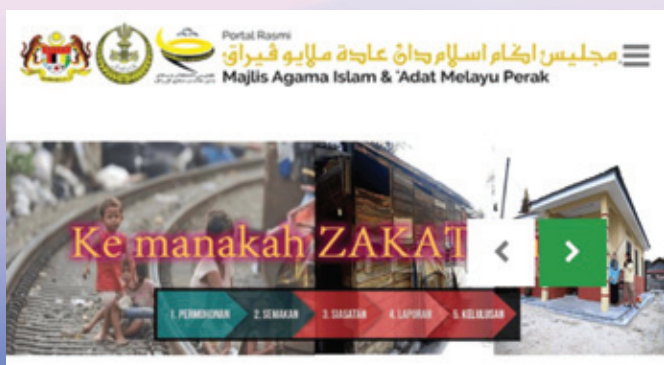 Portal Rasmi
مجليس اݢام اسلام دان عادة ملايو ڤيراق
Majlis Agama Islam & 'Adat Melayu Perak
Ke manakah ZAKAT
1. PERMOHONAN
2. SEMAKAN
3. SIASATAN
4. LAPORAN
5. KELULUSAN